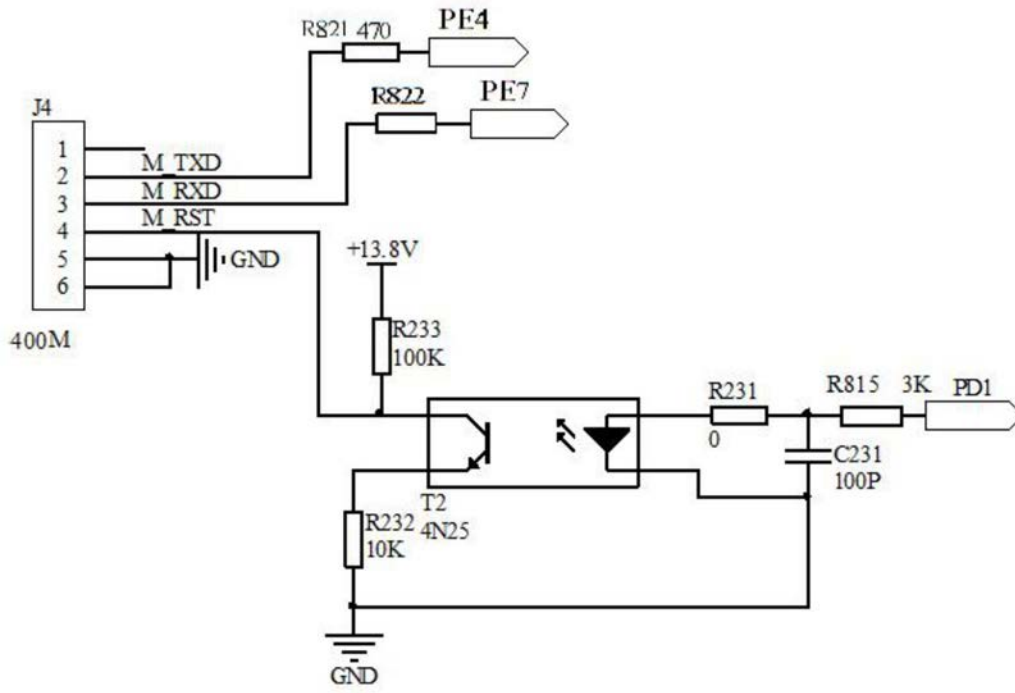 R821 470
PE4
R822
PE7
J4
1
2
3
4
5
6
M_TXD
M_RXD
M_RST
GND
400M
+13.8V
R233
100K
R231
0
R815 3K
PD1
C231
100P
T2
4N25
R232
10K
GND